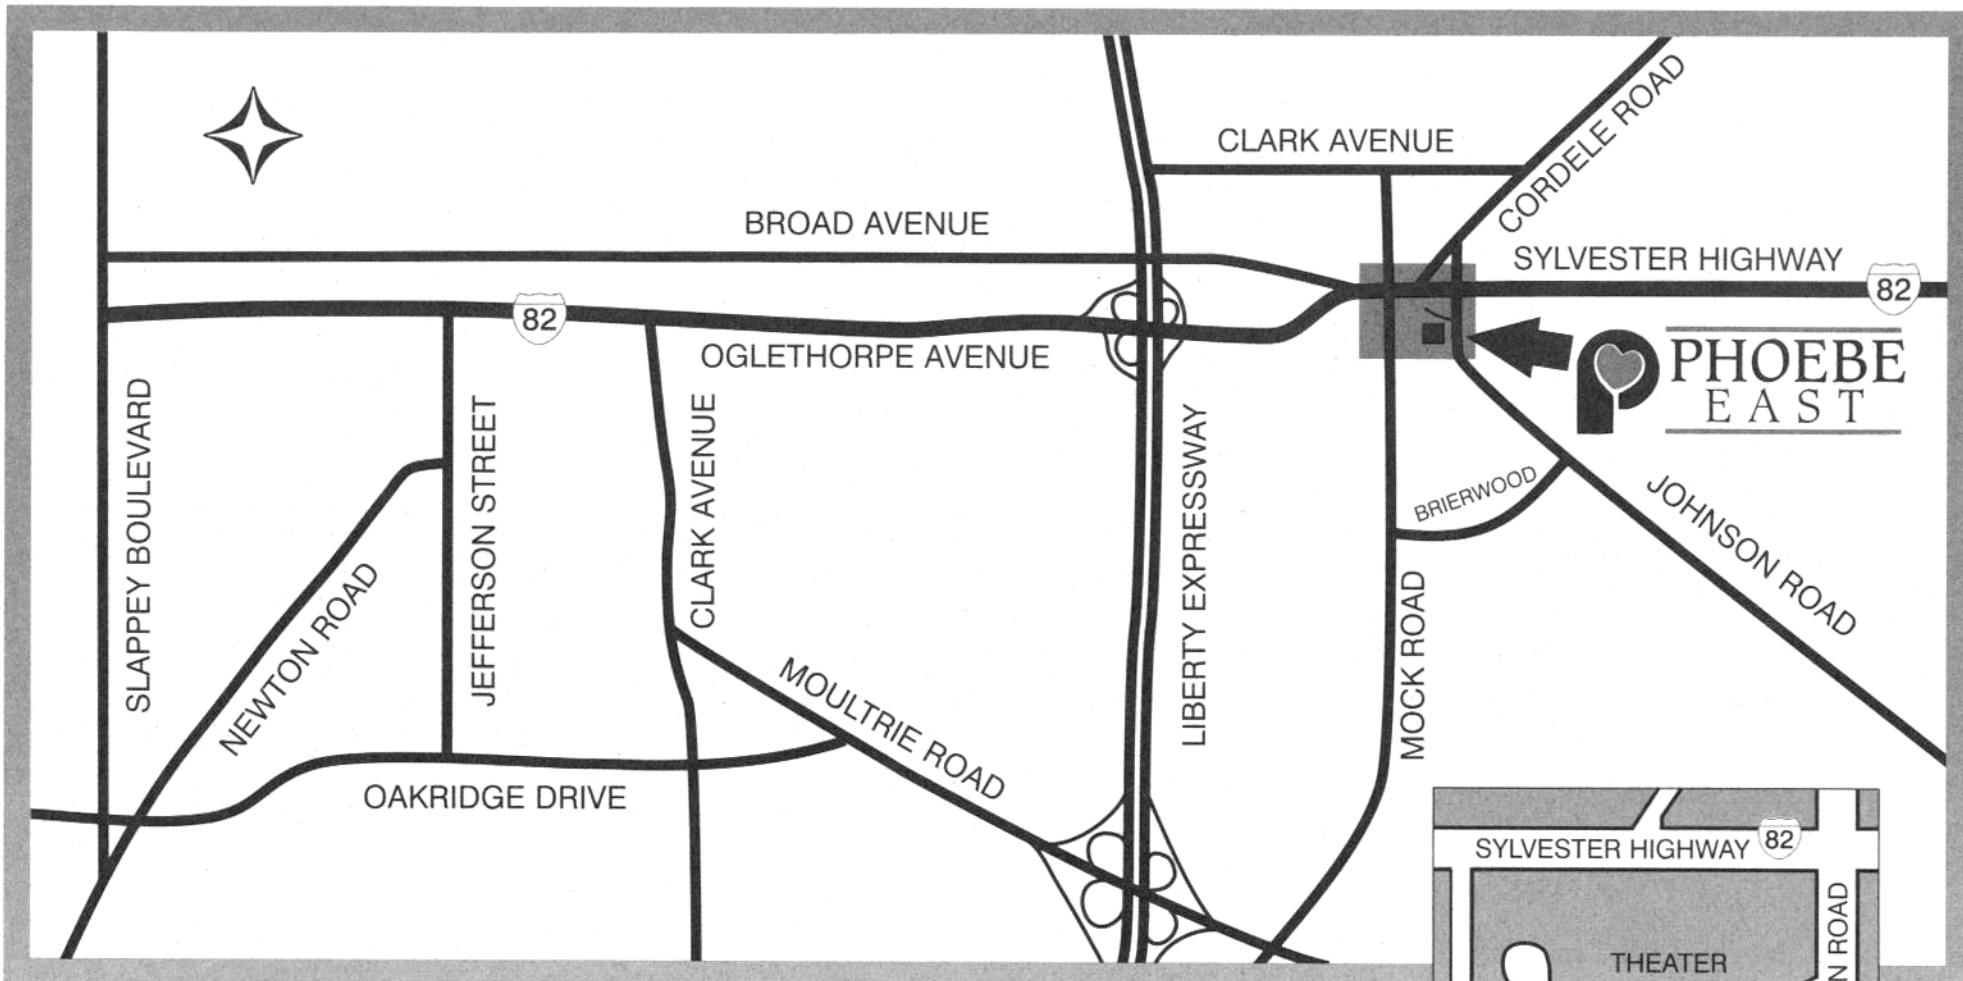 CLARK AVENUE
CORDELE ROAD
BROAD AVENUE
SYLVESTER HIGHWAY
82
82
OGLETHORPE AVENUE
PHOEBE
EAST
SLAPPEY BOULEVARD
JEFFERSON STREET
CLARK AVENUE
LIBERTY EXPRESSWAY
BRIERWOOD
JOHNSON ROAD
NEWTON ROAD
MOCK ROAD
MOULTRIE ROAD
OAKRIDGE DRIVE
SYLVESTER HIGHWAY 82
N ROAD
THEATER